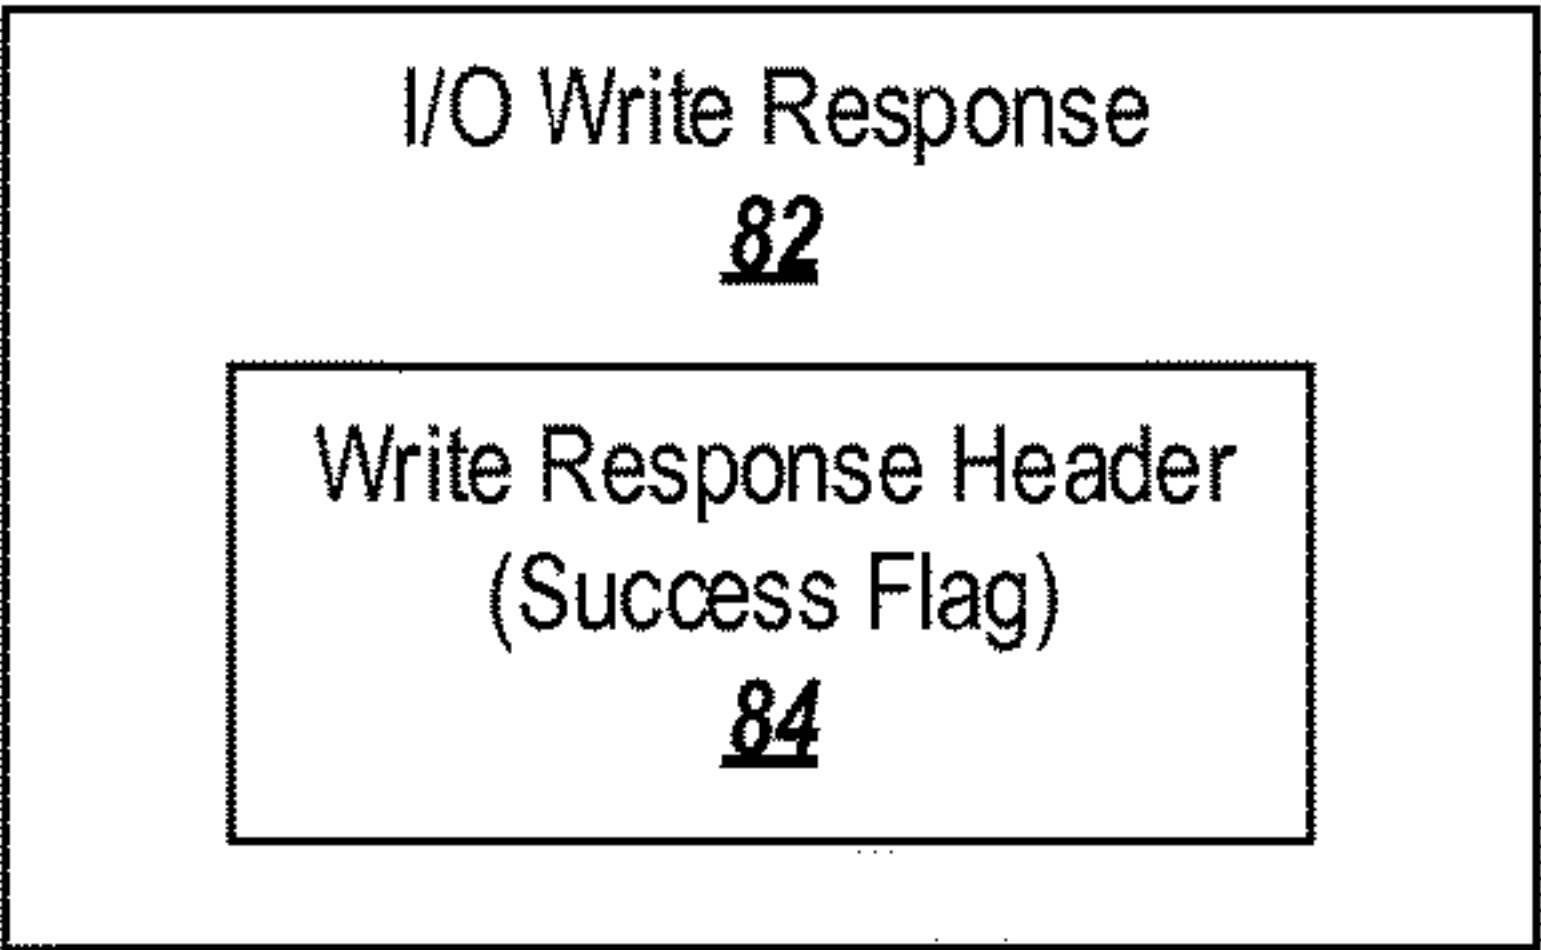 I/O Write Response
82
Write Response Header
(Success Flag)
84